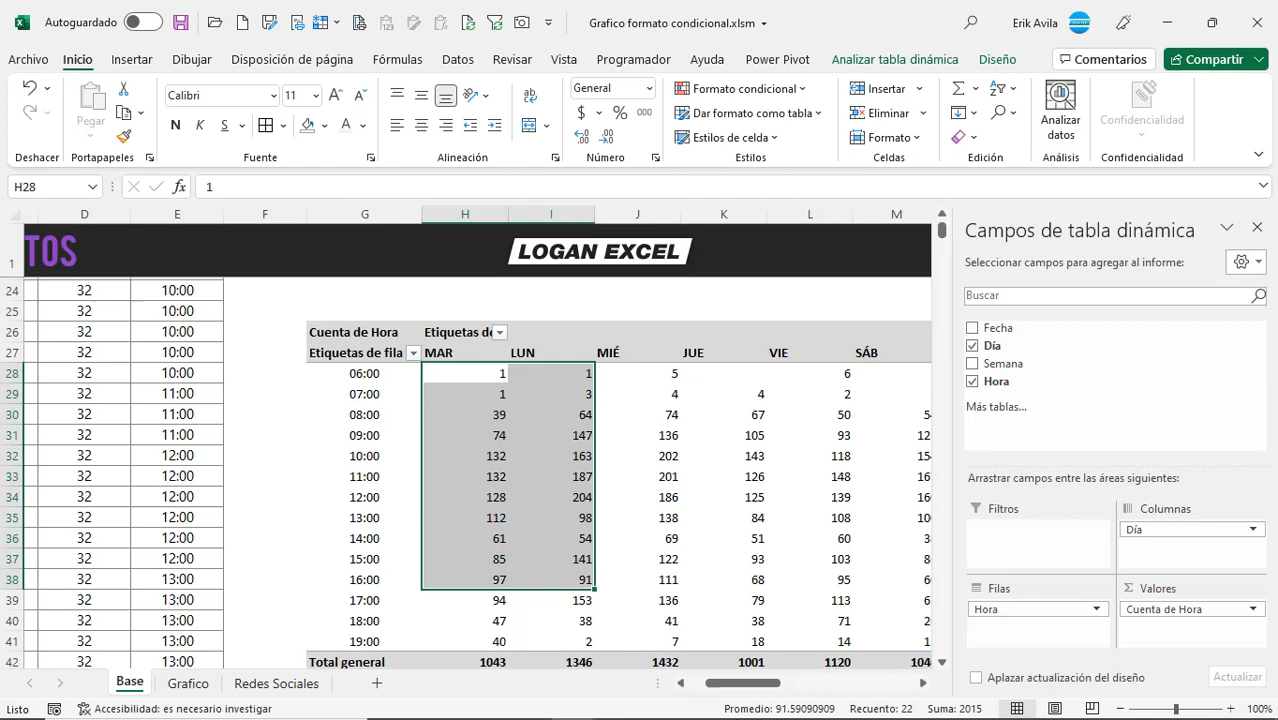 Autoguardado
Grafico formato condicional.xlsm
Erik Avila
Archivo Inicio Insertar Dibujar Disposición de página Fórmulas Datos Revisar Vista Programador Ayuda Power Pivot Analizar tabla dinámica Diseño Comentarios Compartir
Pegar
Calibri 11
N K S
ab
General
$ % 000
Formato condicional
Dar formato como tabla
Estilos de celda
Insertar
Eliminar
Formato
Analizar datos
Confidencialidad
Deshacer Portapapeles Fuente Alineación Número Estilos Celdas Edición Análisis Confidencialidad
H28 fx 1
D E F G H I J K L M
1 TOS LOGAN EXCEL
24 32 10:00
25 32 10:00
26 32 10:00 Cuenta de Hora Etiquetas de
27 32 10:00 Etiquetas de fila MAR LUN MIÉ JUE VIE SÁB
28 32 10:00 06:00 1 1 5 6
29 32 11:00 07:00 1 3 4 4 2
30 32 11:00 08:00 39 64 74 67 50
31 32 11:00 09:00 74 147 136 105 93
32 32 12:00 10:00 132 163 202 143 118
33 32 12:00 11:00 132 187 201 126 148
34 32 12:00 12:00 128 204 186 125 139
35 32 12:00 13:00 112 98 138 84 108
36 32 12:00 14:00 61 54 69 51 60
37 32 12:00 15:00 85 141 122 93 103
38 32 13:00 16:00 97 91 111 68 95
39 32 13:00 17:00 94 153 136 79 113
40 32 13:00 18:00 47 38 41 38 71
41 32 13:00 19:00 40 2 7 18 14
42 32 13:00 Total general 1043 1346 1432 1001 1120
Campos de tabla dinámica
Seleccionar campos para agregar al informe:
Buscar
Fecha
Día
Semana
Hora
Más tablas...
Arrastrar campos entre las áreas siguientes:
Filtros
Columnas
Día
Filas
Hora
Σ Valores
Cuenta de Hora
Aplazar actualización del diseño Actualizar
Base Grafico Redes Sociales
Listo Accesibilidad: es necesario investigar Promedio: 91.59090909 Recuento: 22 Suma: 2015 100%